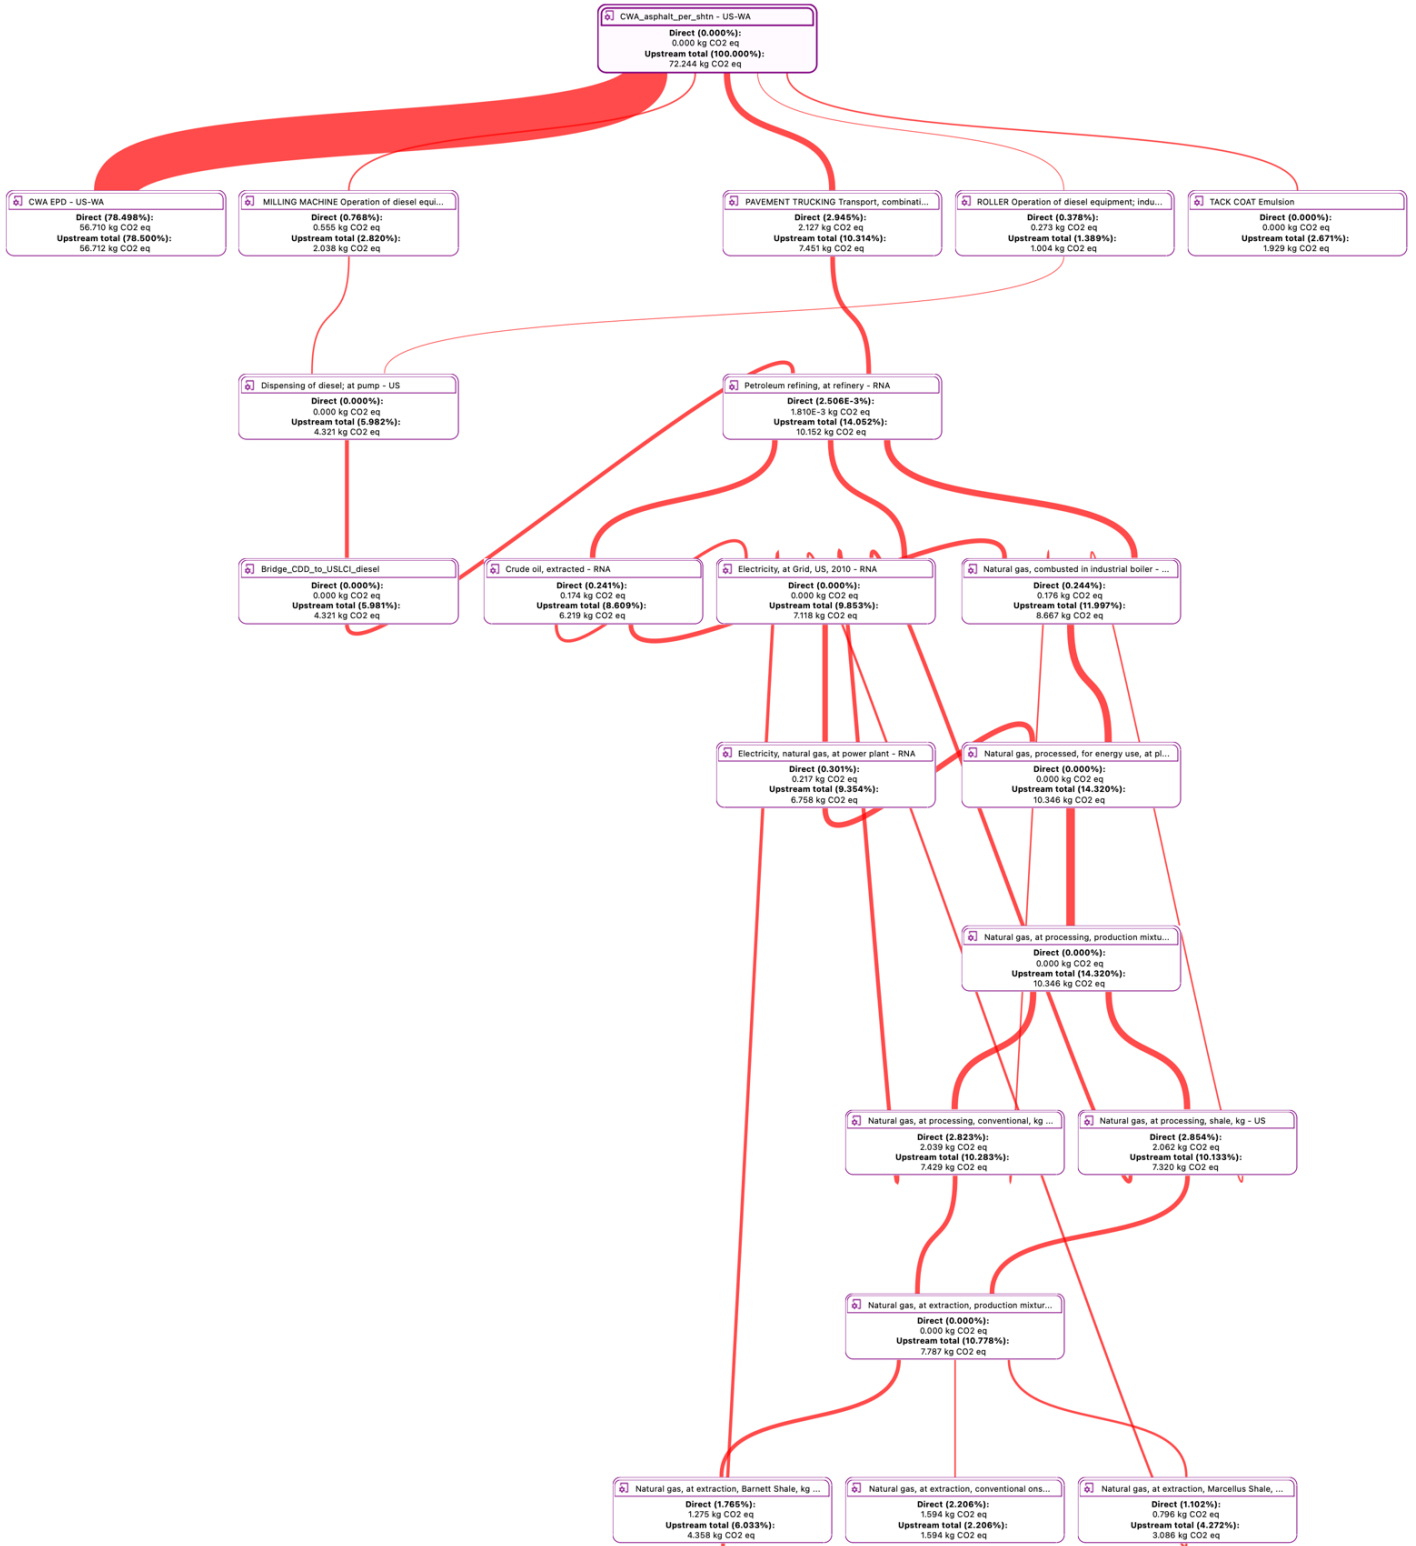 CWA_asphalt_per_shtn - US-WA
Direct (0.000%):
0.000 kg CO2 eq
Upstream total (100.000%):
72.244 kg CO2 eq
CWA EPD - US-WA
Direct (78.498%):
56.710 kg CO2 eq
Upstream total (78.500%):
56.712 kg CO2 eq
MILLING MACHINE Operation of diesel equi...
Direct (0.768%):
0.555 kg CO2 eq
Upstream total (2.820%):
2.038 kg CO2 eq
PAVEMENT TRUCKING Transport, combinati...
Direct (2.945%):
2.127 kg CO2 eq
Upstream total (10.314%):
7.451 kg CO2 eq
ROLLER Operation of diesel equipment; indu...
Direct (0.378%):
0.273 kg CO2 eq
Upstream total (1.389%):
1.004 kg CO2 eq
TACK COAT Emulsion
Direct (0.000%):
0.000 kg CO2 eq
Upstream total (2.671%):
1.929 kg CO2 eq
Dispensing of diesel; at pump - US
Direct (0.000%):
0.000 kg CO2 eq
Upstream total (5.982%):
4.321 kg CO2 eq
Petroleum refining, at refinery - RNA
Direct (2.506E-3%):
1.810E-3 kg CO2 eq
Upstream total (14.052%):
10.152 kg CO2 eq
Bridge_CDD_to_USLCI_diesel
Direct (0.000%):
0.000 kg CO2 eq
Upstream total (5.981%):
4.321 kg CO2 eq
Crude oil, extracted - RNA
Direct (0.241%):
0.174 kg CO2 eq
Upstream total (8.609%):
6.219 kg CO2 eq
Electricity, at Grid, US, 2010 - RNA
Direct (0.000%):
0.000 kg CO2 eq
Upstream total (9.853%):
7.118 kg CO2 eq
Natural gas, combusted in industrial boiler - ...
Direct (0.244%):
0.176 kg CO2 eq
Upstream total (11.997%):
8.667 kg CO2 eq
Electricity, natural gas, at power plant - RNA
Direct (0.301%):
0.217 kg CO2 eq
Upstream total (9.354%):
6.758 kg CO2 eq
Natural gas, processed, for energy use, at pl...
Direct (0.000%):
0.000 kg CO2 eq
Upstream total (14.320%):
10.346 kg CO2 eq
Natural gas, at processing, production mixtu...
Direct (0.000%):
0.000 kg CO2 eq
Upstream total (14.320%):
10.346 kg CO2 eq
Natural gas, at processing, conventional, kg ...
Direct (2.823%):
2.039 kg CO2 eq
Upstream total (10.283%):
7.429 kg CO2 eq
Natural gas, at processing, shale, kg - US
Direct (2.854%):
2.062 kg CO2 eq
Upstream total (10.133%):
7.320 kg CO2 eq
Natural gas, at extraction, production mixtur...
Direct (0.000%):
0.000 kg CO2 eq
Upstream total (10.778%):
7.787 kg CO2 eq
Natural gas, at extraction, Barnett Shale, kg ...
Direct (1.765%):
1.275 kg CO2 eq
Upstream total (6.033%):
4.358 kg CO2 eq
Natural gas, at extraction, conventional ons...
Direct (2.206%):
1.594 kg CO2 eq
Upstream total (2.206%):
1.594 kg CO2 eq
Natural gas, at extraction, Marcellus Shale, ...
Direct (1.102%):
0.796 kg CO2 eq
Upstream total (4.272%):
3.086 kg CO2 eq